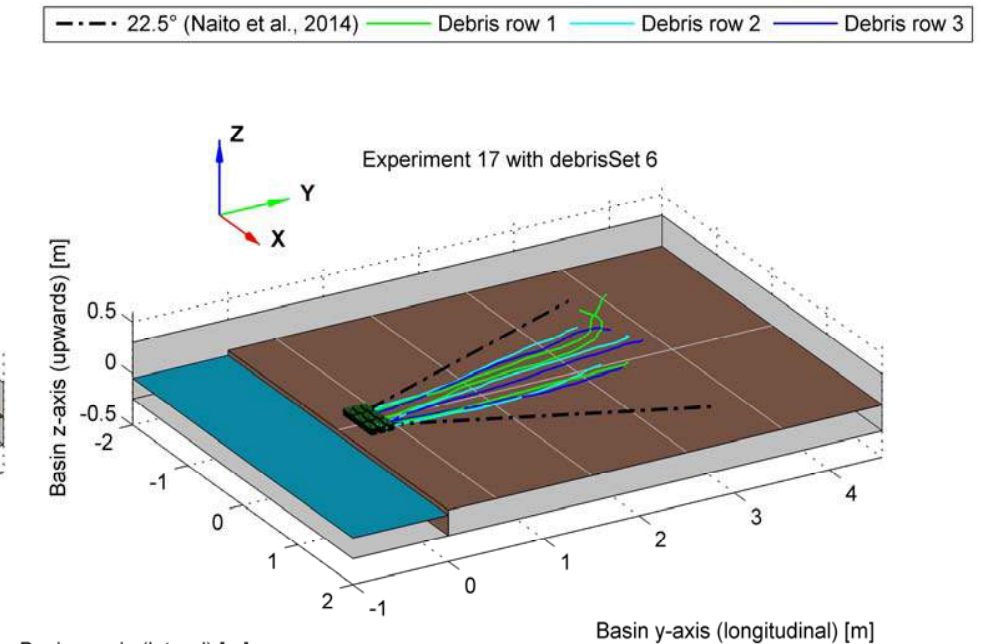 22.5° (Naito et al., 2014) Debris row 1 Debris row 2 Debris row 3
Z
Y
X
Experiment 17 with debrisSet 6
Basin z-axis (upwards) [m]
0.5
0
-0.5
-2
-1
0
1
2
-1
0
1
2
3
4
Basin y-axis (longitudinal) [m]